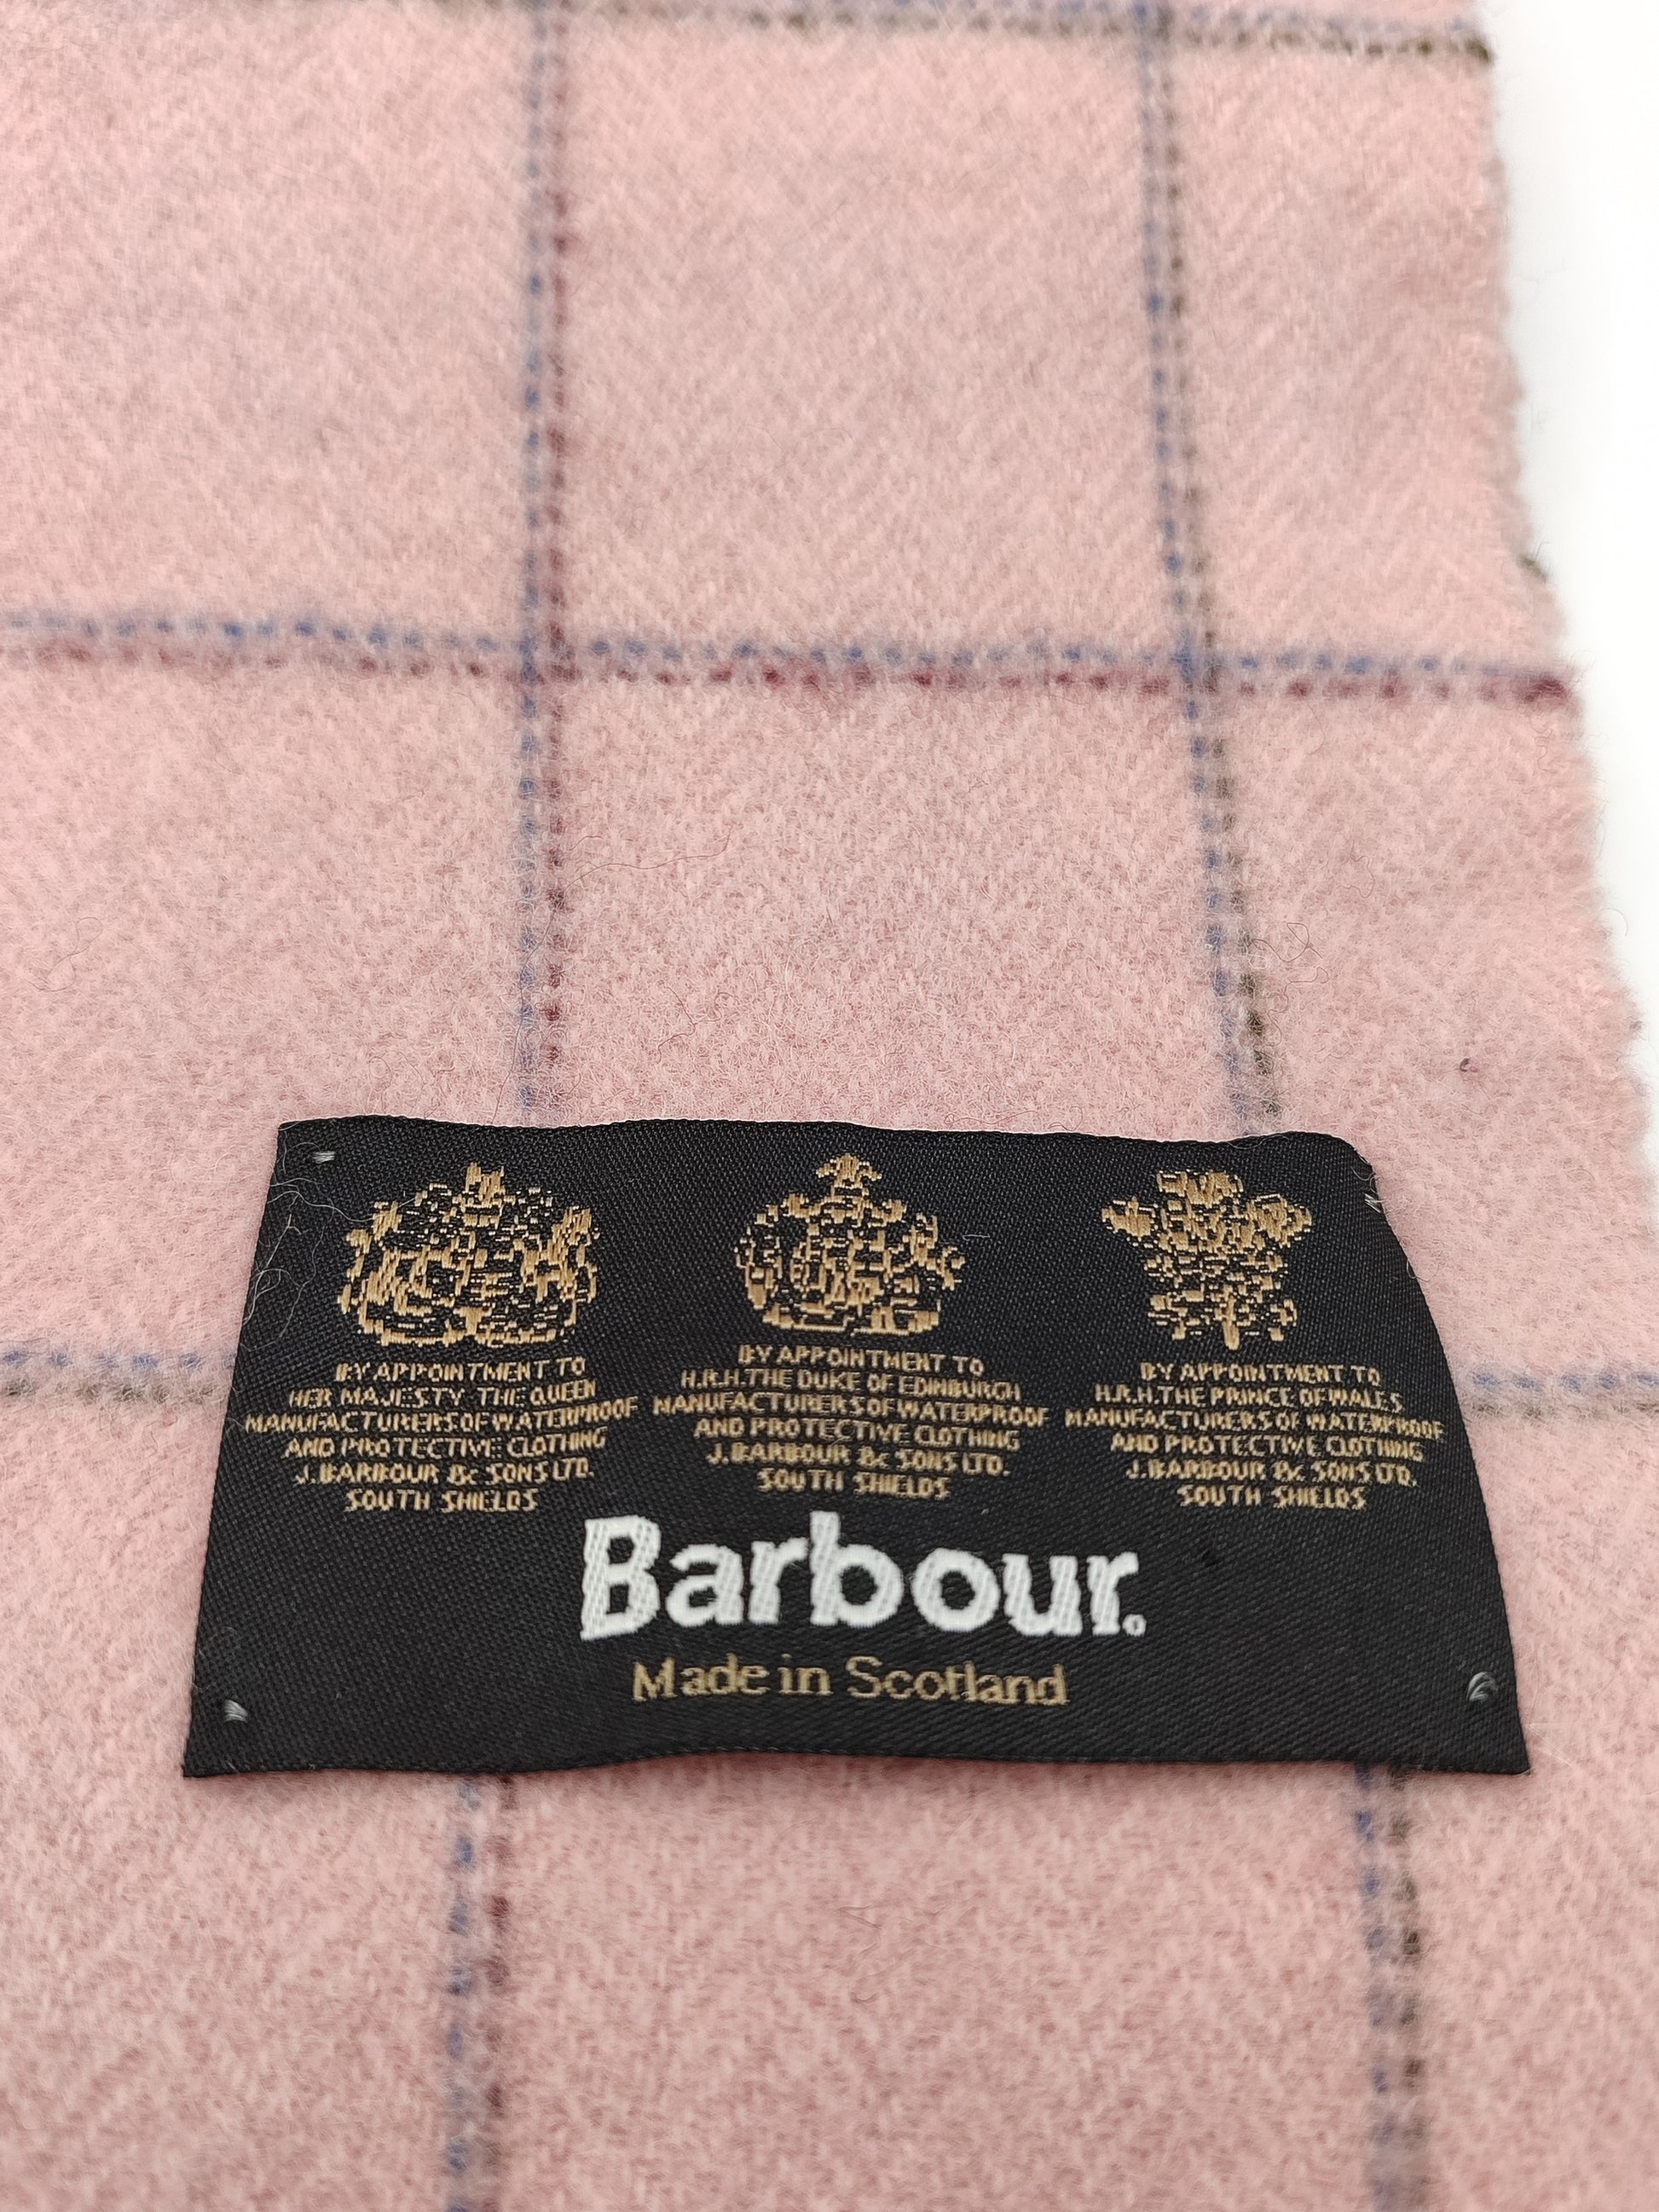 BY APPOINTMENT TO
HER MAJESTY THE QUEEN
MANUFACTURERS OF WATERPROOF
AND PROTECTIVE CLOTHING
J. BARBOUR & SONS LTD.
SOUTH SHIELDS
BY APPOINTMENT TO
H.R.H. THE DUKE OF EDINBURGH
MANUFACTURERS OF WATERPROOF
AND PROTECTIVE CLOTHING
J. BARBOUR & SONS LTD.
SOUTH SHIELDS
BY APPOINTMENT TO
H.R.H. THE PRINCE OF WALES
MANUFACTURERS OF WATERPROOF
AND PROTECTIVE CLOTHING
J. BARBOUR & SONS LTD.
SOUTH SHIELDS
Barbour.
Made in Scotland